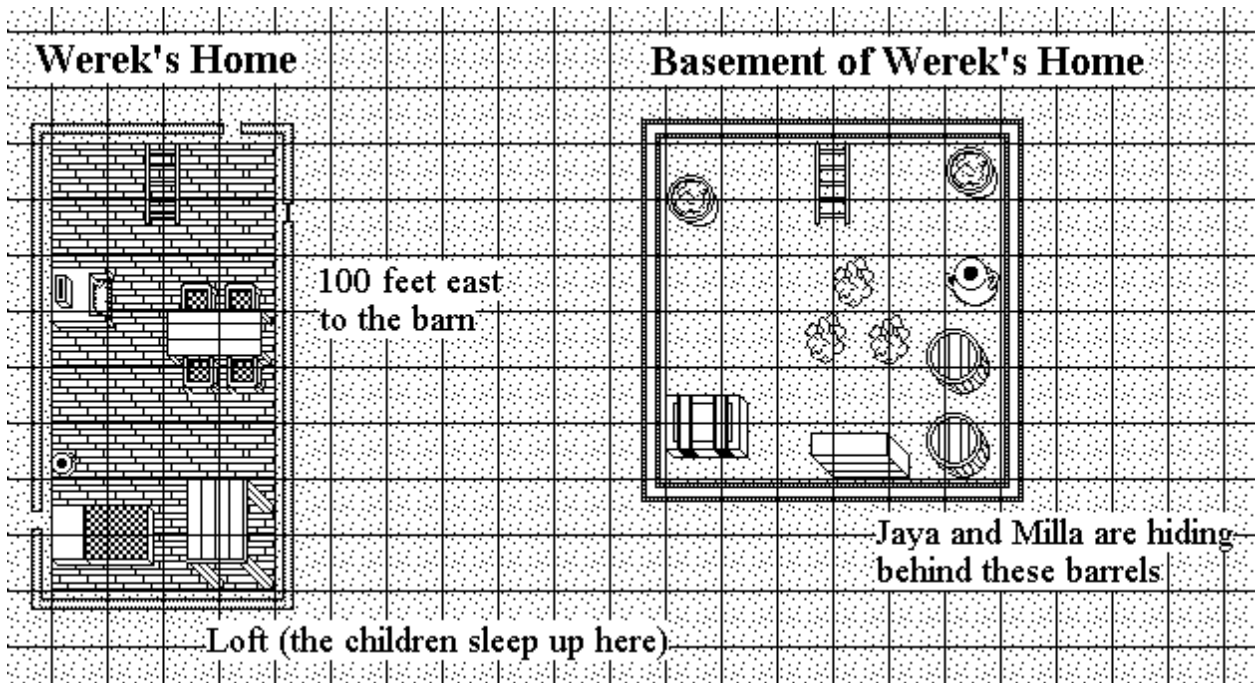 Werek's Home
Basement of Werek's Home
100 feet east
to the barn
Jaya and Milla are hiding
behind these barrels
Loft (the children sleep up here)